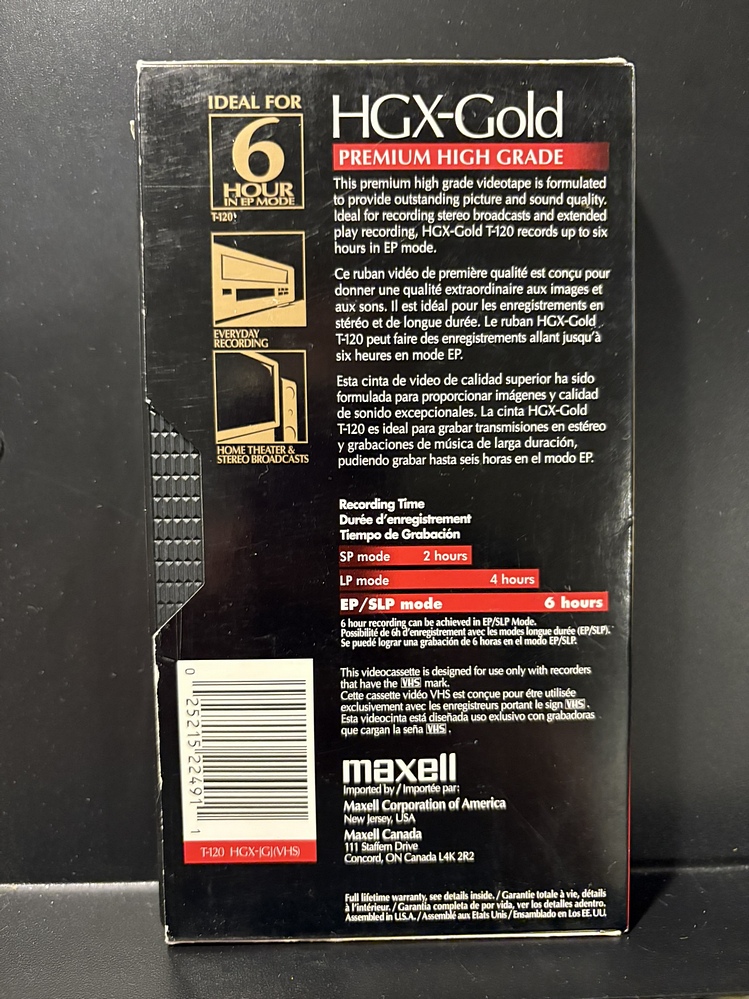 IDEAL FOR
6
HOUR
IN EP MODE
T-120
EVERYDAY
RECORDING
HOME THEATER &
STEREO BROADCASTS
HGX-Gold
PREMIUM HIGH GRADE
This premium high grade videotape is formulated
to provide outstanding picture and sound quality.
Ideal for recording stereo broadcasts and extended
play recording, HGX-Gold T-120 records up to six
hours in EP mode.
Ce ruban vidéo de première qualité est conçu pour
donner une qualité extraordinaire aux images et
aux sons. Il est idéal pour les enregistrements en
stéréo et de longue durée. Le ruban HGX-Gold
T-120 peut faire des enregistrements allant jusqu'à
six heures en mode EP.
Esta cinta de video de calidad superior ha sido
formulada para proporcionar imágenes y calidad
de sonido excepcionales. La cinta HGX-Gold
T-120 es ideal para grabar transmisiones en estéreo
y grabaciones de música de larga duración,
pudiendo grabar hasta seis horas en el modo EP.
Recording Time
Durée d'enregistrement
Tiempo de Grabación
SP mode 2 hours
LP mode 4 hours
EP/SLP mode 6 hours
6 hour recording can be achieved in EP/SLP Mode.
Possibilité de 6h d'enregistrement avec les modes longue durée (EP/SLP).
Se puedé lograr una grabación de 6 horas en el modo EP/SLP.
This videocassette is designed for use only with recorders
that have the VHS mark.
Cette cassette vidéo VHS est conçue pour étre utilisée
exclusivement avec les enregistreurs portant le sign VHS.
Esta videocinta está diseñada uso exlusivo con grabadoras
que cargan la seña VHS.
maxell
Imported by / Importée par:
Maxell Corporation of America
New Jersey, USA
Maxell Canada
111 Staffern Drive
Concord, ON Canada L4K 2R2
Full lifetime warranty, see details inside. / Garantie totale à vie, détails
à l'intérieur. / Garantía completa de por vida, ver los detalles adentro.
Assembled in U.S.A. / Assemblé aux Etats Unis / Ensamblado en Los EE. UU.
0 25215 22491 1
T-120 HGX-[G](VHS)